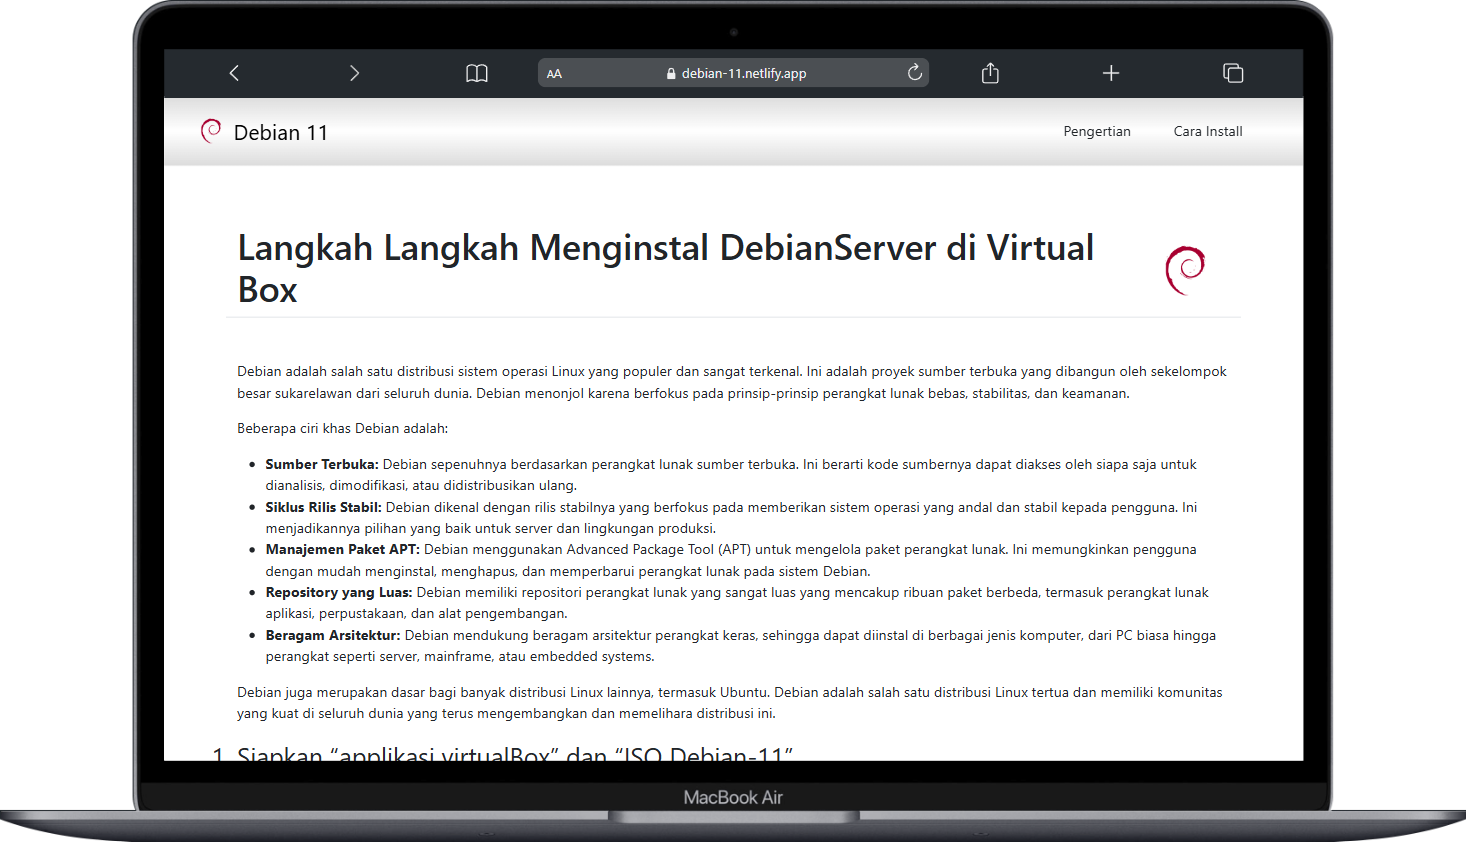 AA
debian-11.netlify.app
Debian 11
Pengertian
Cara Install
Langkah Langkah Menginstal DebianServer di Virtual
Box
Debian adalah salah satu distribusi sistem operasi Linux yang populer dan sangat terkenal. Ini adalah proyek sumber terbuka yang dibangun oleh sekelompok
besar sukarelawan dari seluruh dunia. Debian menonjol karena berfokus pada prinsip-prinsip perangkat lunak bebas, stabilitas, dan keamanan.
Beberapa ciri khas Debian adalah:
• Sumber Terbuka: Debian sepenuhnya berdasarkan perangkat lunak sumber terbuka. Ini berarti kode sumbernya dapat diakses oleh siapa saja untuk
dianalisis, dimodifikasi, atau didistribusikan ulang.
• Siklus Rilis Stabil: Debian dikenal dengan rilis stabilnya yang berfokus pada memberikan sistem operasi yang andal dan stabil kepada pengguna. Ini
menjadikannya pilihan yang baik untuk server dan lingkungan produksi.
• Manajemen Paket APT: Debian menggunakan Advanced Package Tool (APT) untuk mengelola paket perangkat lunak. Ini memungkinkan pengguna
dengan mudah menginstal, menghapus, dan memperbarui perangkat lunak pada sistem Debian.
• Repository yang Luas: Debian memiliki repositori perangkat lunak yang sangat luas yang mencakup ribuan paket berbeda, termasuk perangkat lunak
aplikasi, perpustakaan, dan alat pengembangan.
• Beragam Arsitektur: Debian mendukung beragam arsitektur perangkat keras, sehingga dapat diinstal di berbagai jenis komputer, dari PC biasa hingga
perangkat seperti server, mainframe, atau embedded systems.
Debian juga merupakan dasar bagi banyak distribusi Linux lainnya, termasuk Ubuntu. Debian adalah salah satu distribusi Linux tertua dan memiliki komunitas
yang kuat di seluruh dunia yang terus mengembangkan dan memelihara distribusi ini.
1. Siapkan “applikasi virtualBox” dan “ISO Debian-11”
MacBook Air